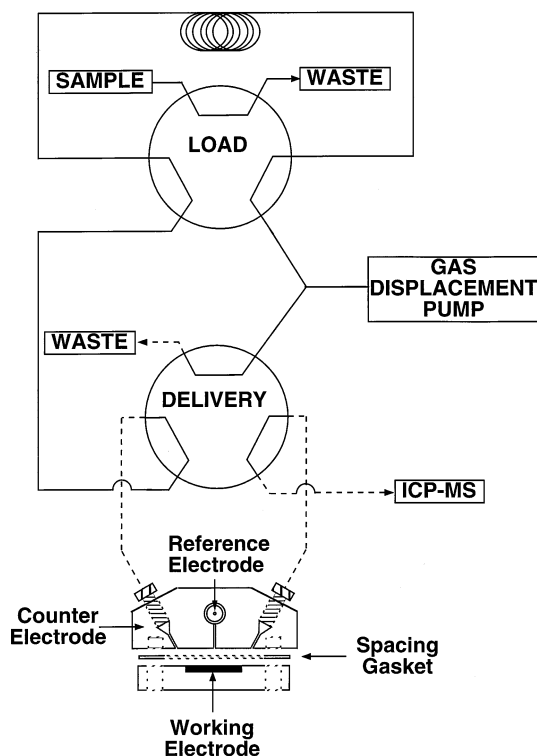 SAMPLE
WASTE
LOAD
GAS
DISPLACEMENT
PUMP
WASTE
DELIVERY
ICP-MS
Reference
Electrode
Counter
Electrode
Spacing
Gasket
Working
Electrode